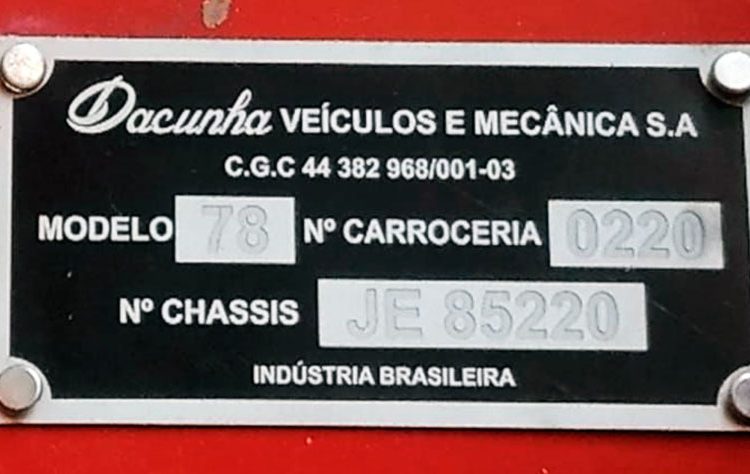 Dacunha VEÍCULOS E MECÂNICA S.A
C.G.C 44 382 968/001-03
MODELO 78 Nº CARROCERIA 0220
Nº CHASSIS JE 85220
INDÚSTRIA BRASILEIRA